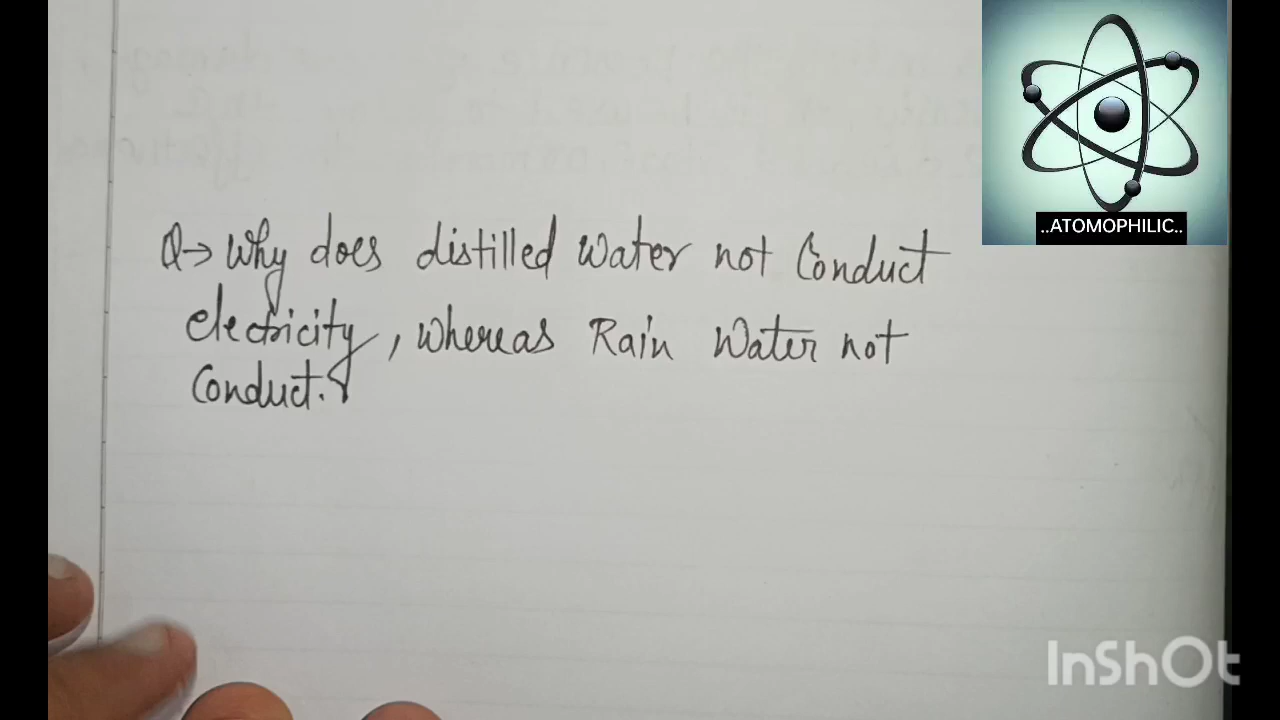 Q→ Why does distilled water not conduct
electricity, whereas Rain Water not
conduct.?
..ATOMOPHILIC..
InShOt